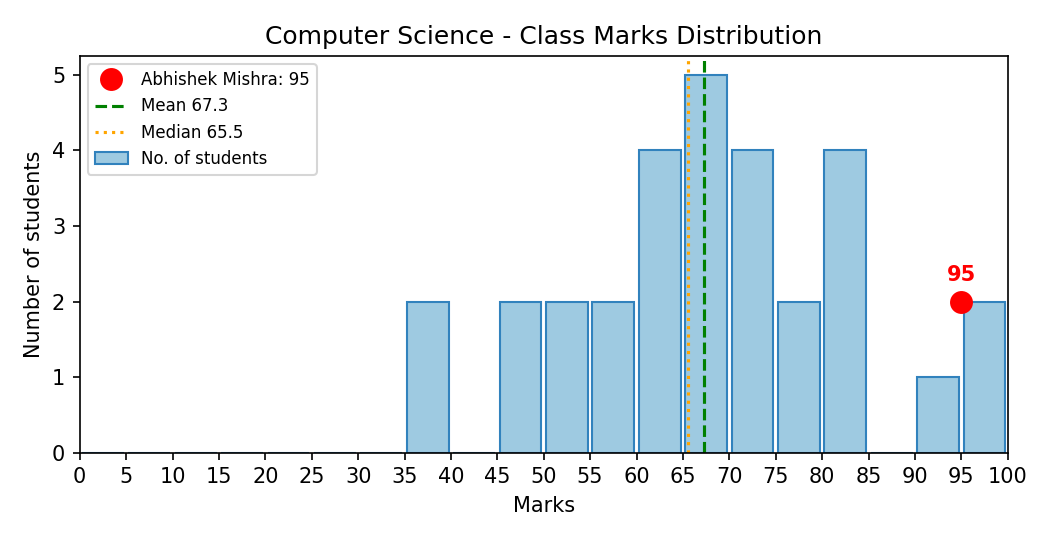 Computer Science - Class Marks Distribution
Abhishek Mishra: 95
Mean 67.3
Median 65.5
No. of students
Number of students
5
4
3
2
1
0
95
0 5 10 15 20 25 30 35 40 45 50 55 60 65 70 75 80 85 90 95 100
Marks